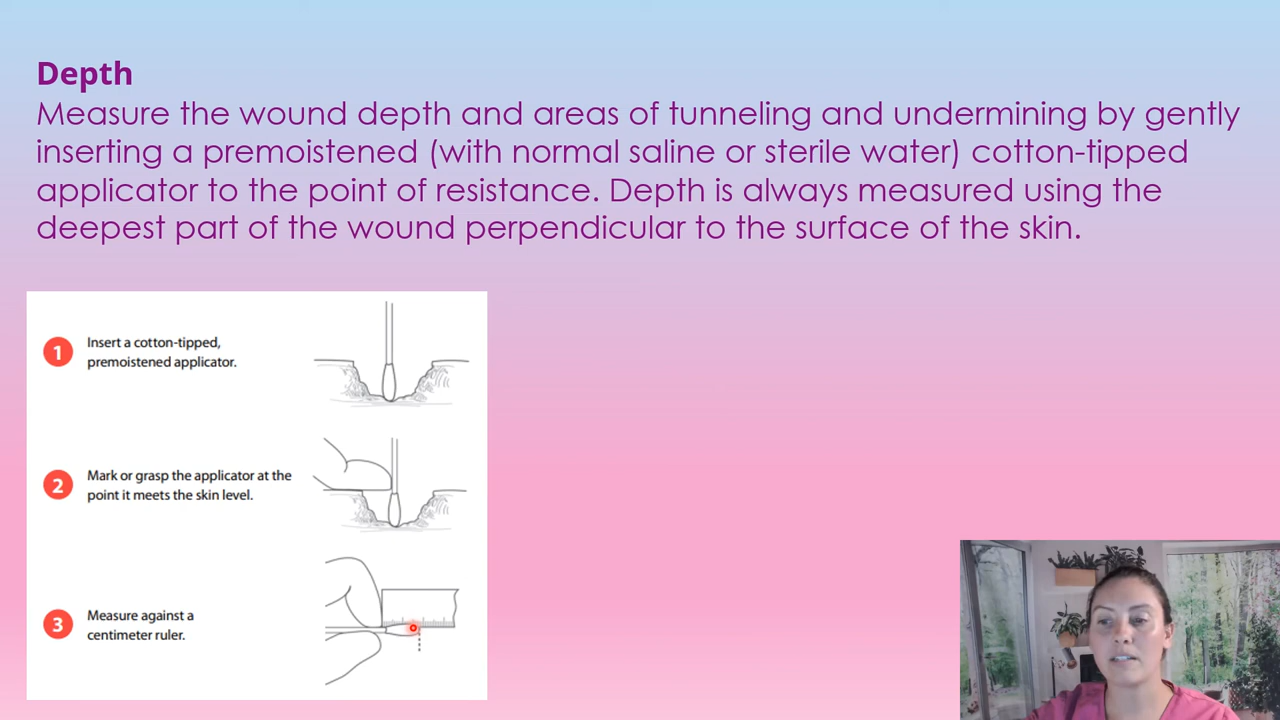 Depth
Measure the wound depth and areas of tunneling and undermining by gently
inserting a premoistened (with normal saline or sterile water) cotton-tipped
applicator to the point of resistance. Depth is always measured using the
deepest part of the wound perpendicular to the surface of the skin.
1
Insert a cotton-tipped,
premoistened applicator.
2
Mark or grasp the applicator at the
point it meets the skin level.
3
Measure against a
centimeter ruler.